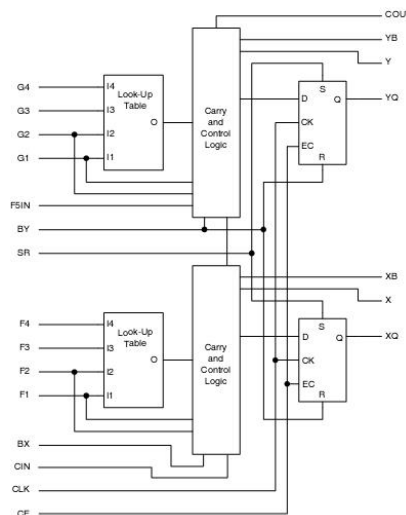 COU
YB
Y
G4
I4
Look-Up
Table
G3
I3
O
G2
I2
G1
I1
Carry
and
Control
Logic
S
D
Q
YQ
CK
EC
R
F5IN
BY
SR
XB
X
F4
I4
Look-Up
Table
F3
I3
O
F2
I2
F1
I1
Carry
and
Control
Logic
S
D
Q
XQ
CK
EC
R
BX
CIN
CLK
CE